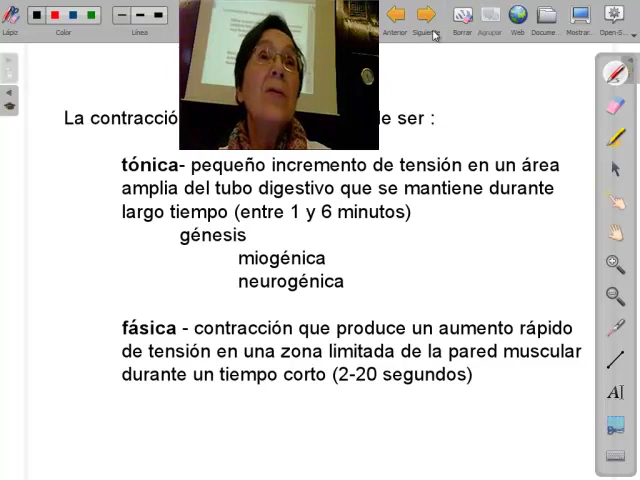 Lápiz Color Línea Anterior Siguiente Borrar Agrupar Web Docume... Mostrar... Open-S...
La contracción de ser :
tónica- pequeño incremento de tensión en un área
amplia del tubo digestivo que se mantiene durante
largo tiempo (entre 1 y 6 minutos)
génesis
miogénica
neurogénica
fásica - contracción que produce un aumento rápido
de tensión en una zona limitada de la pared muscular
durante un tiempo corto (2-20 segundos)